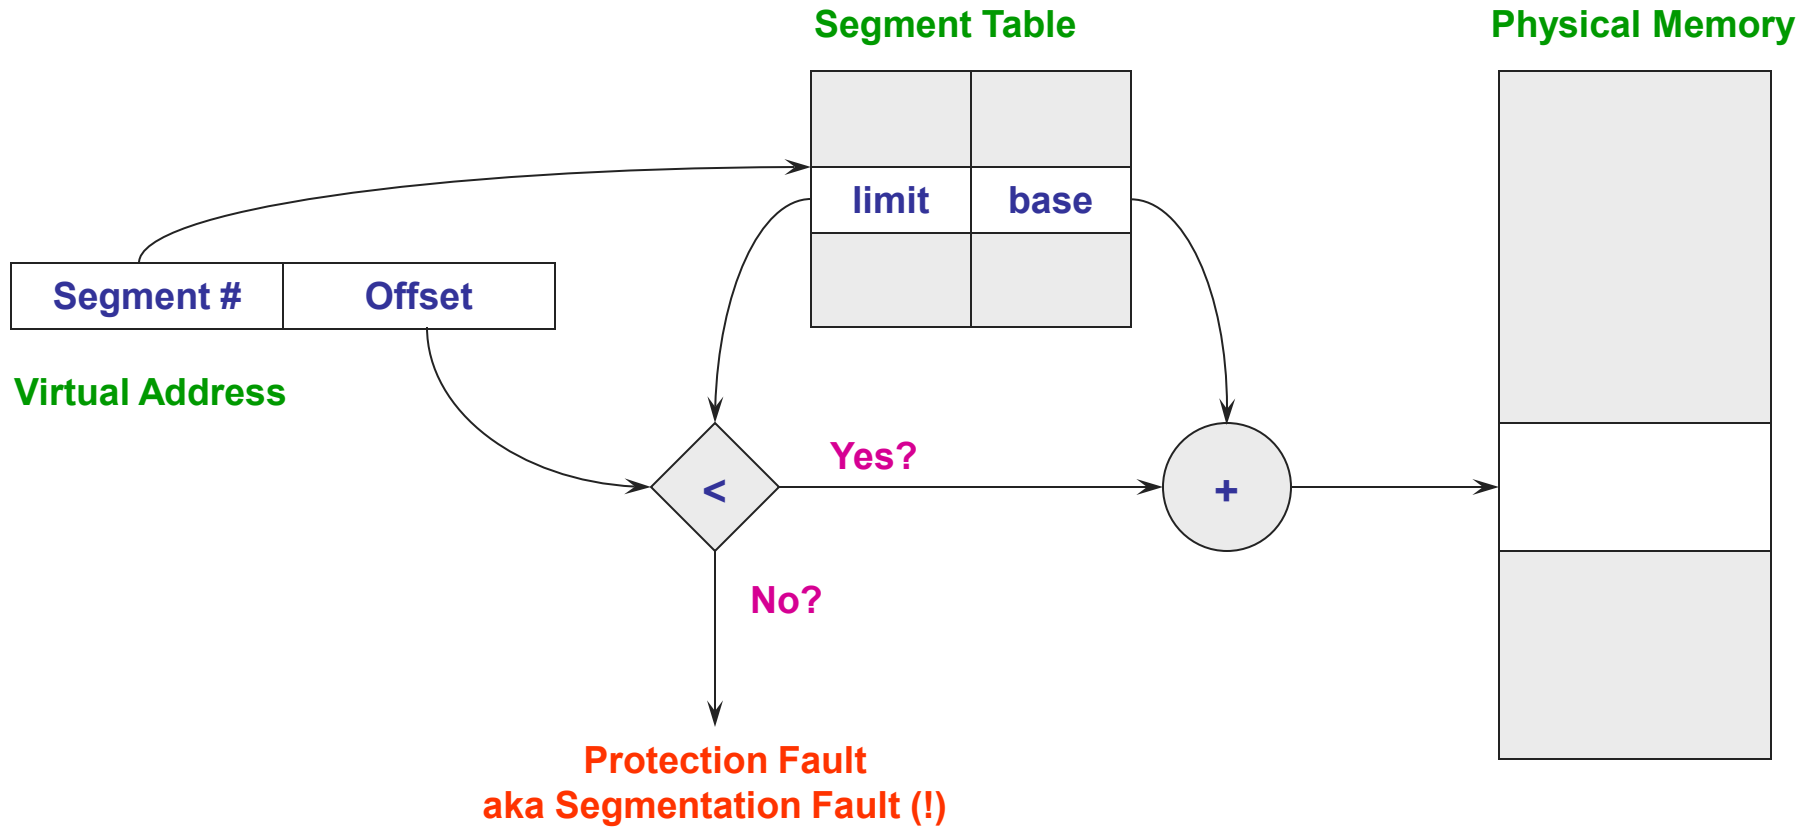 Segment Table
Physical Memory
limit
base
Segment #
Offset
Virtual Address
<
Yes?
+
No?
Protection Fault
aka Segmentation Fault (!)